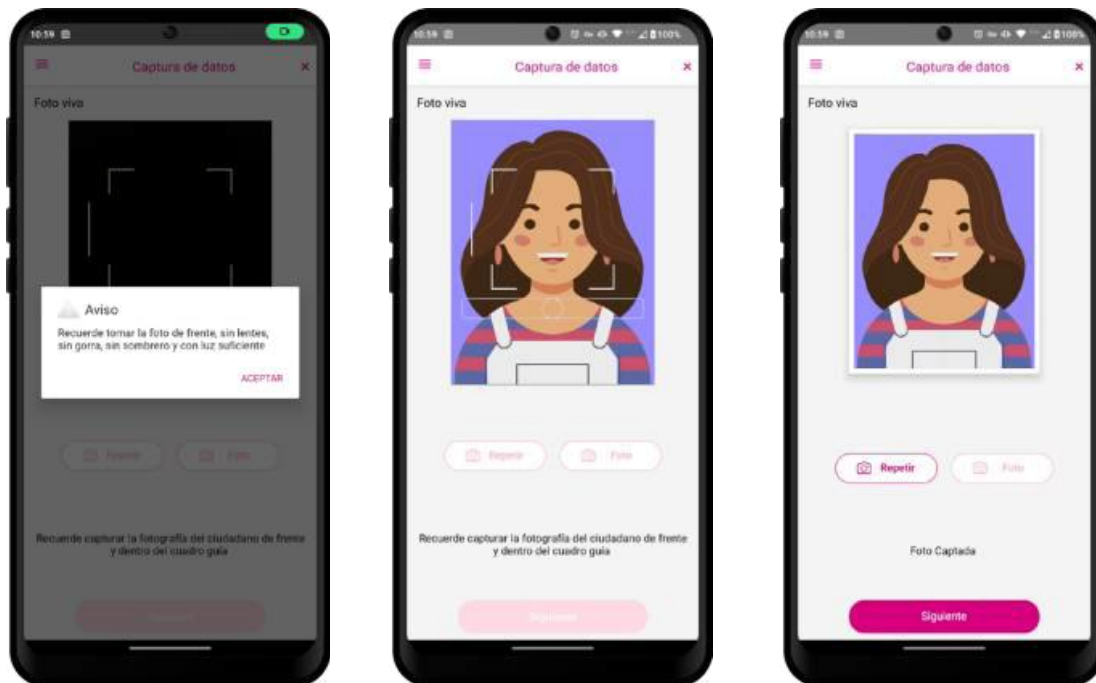 10:59
Captura de datos
Foto viva
Aviso
Recuerde tomar la foto de frente, sin lentes,
sin gorra, sin sombrero y con luz suficiente
ACEPTAR
Repetir
Foto
Recuerde capturar la fotografía del ciudadano de frente
y dentro del cuadro guía
Siguiente
10:59 100%
Captura de datos
Foto viva
Repetir
Foto
Recuerde capturar la fotografía del ciudadano de frente
y dentro del cuadro guía
Siguiente
10:59 100%
Captura de datos
Foto viva
Repetir
Foto
Foto Captada
Siguiente